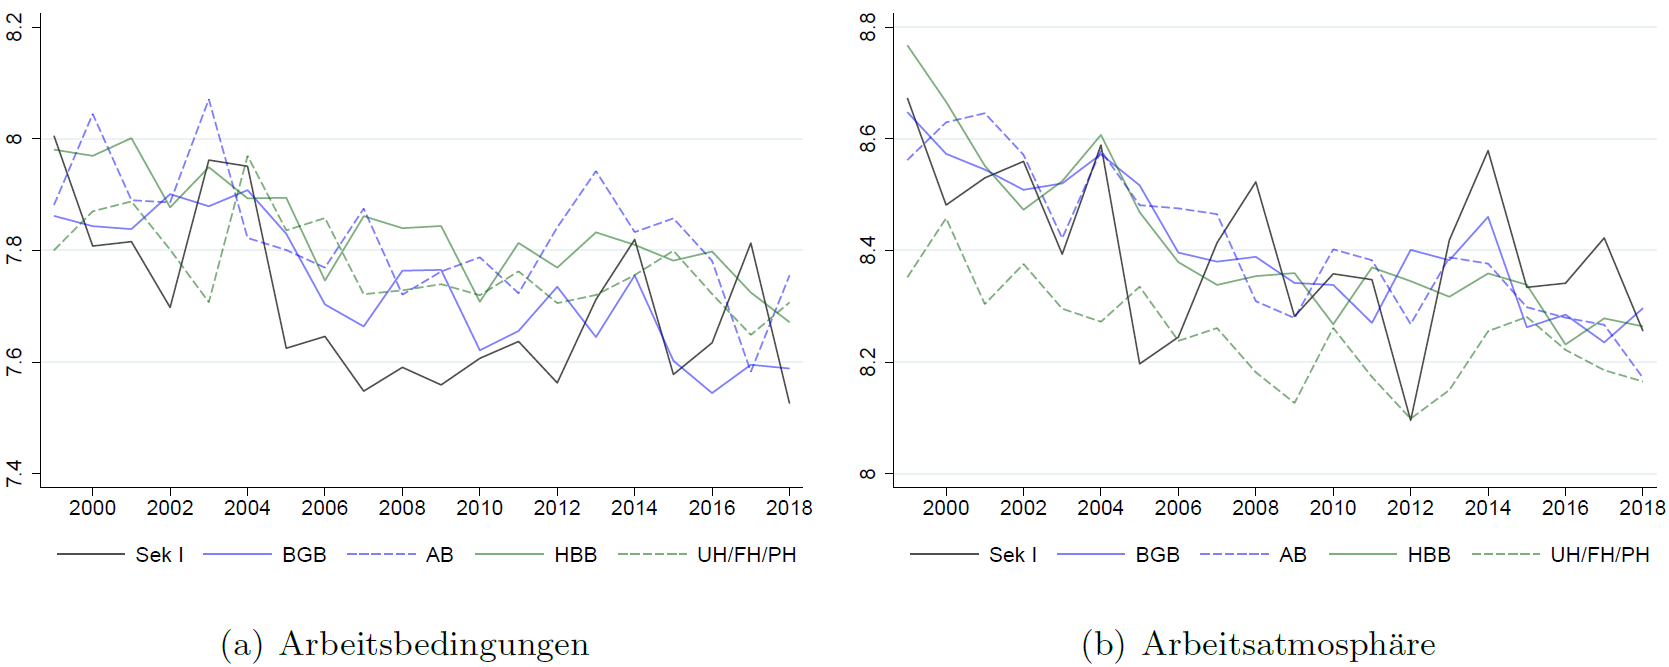 8.2
8
7.8
7.6
7.4
2000 2002 2004 2006 2008 2010 2012 2014 2016 2018
Sek I BGB AB HBB UH/FH/PH
(a) Arbeitsbedingungen
8.8
8.6
8.4
8.2
8
2000 2002 2004 2006 2008 2010 2012 2014 2016 2018
Sek I BGB AB HBB UH/FH/PH
(b) Arbeitsatmosphäre